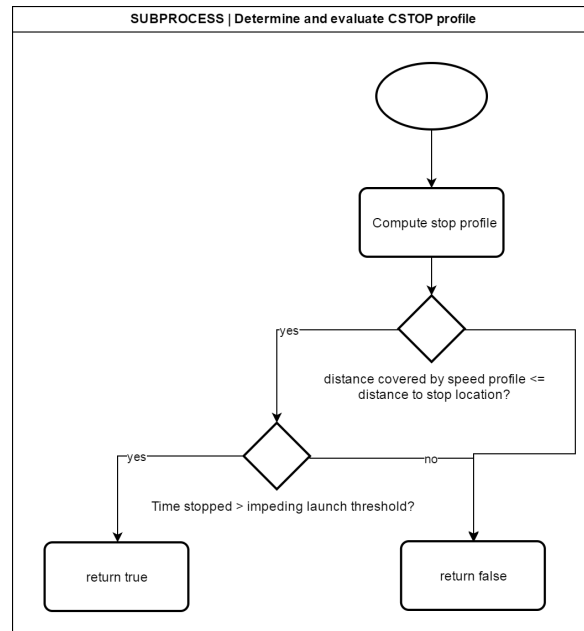 SUBPROCESS | Determine and evaluate CSTOP profile
Compute stop profile
yes
distance covered by speed profile <=
distance to stop location?
yes
no
Time stopped > impeding launch threshold?
return true
return false